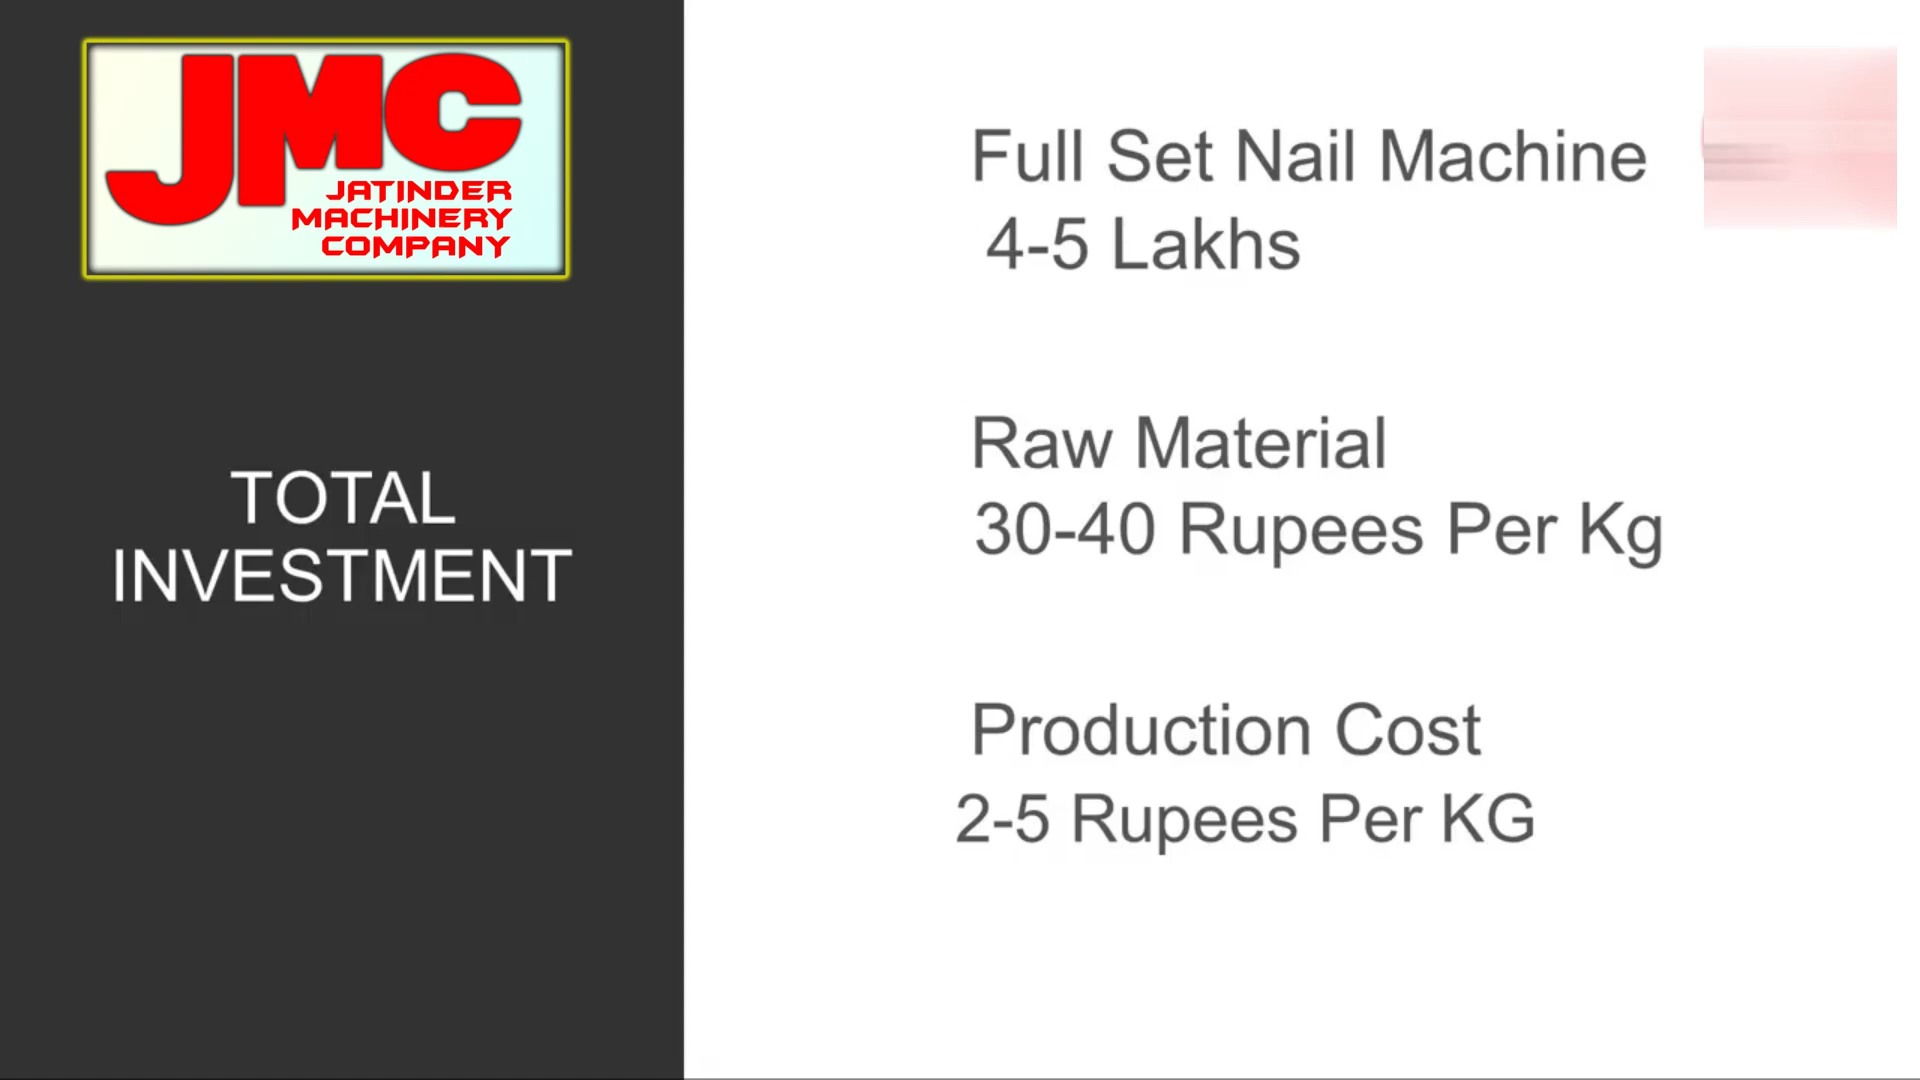 JMC
JATINDER
MACHINERY
COMPANY
TOTAL
INVESTMENT
Full Set Nail Machine
4-5 Lakhs
Raw Material
30-40 Rupees Per Kg
Production Cost
2-5 Rupees Per KG